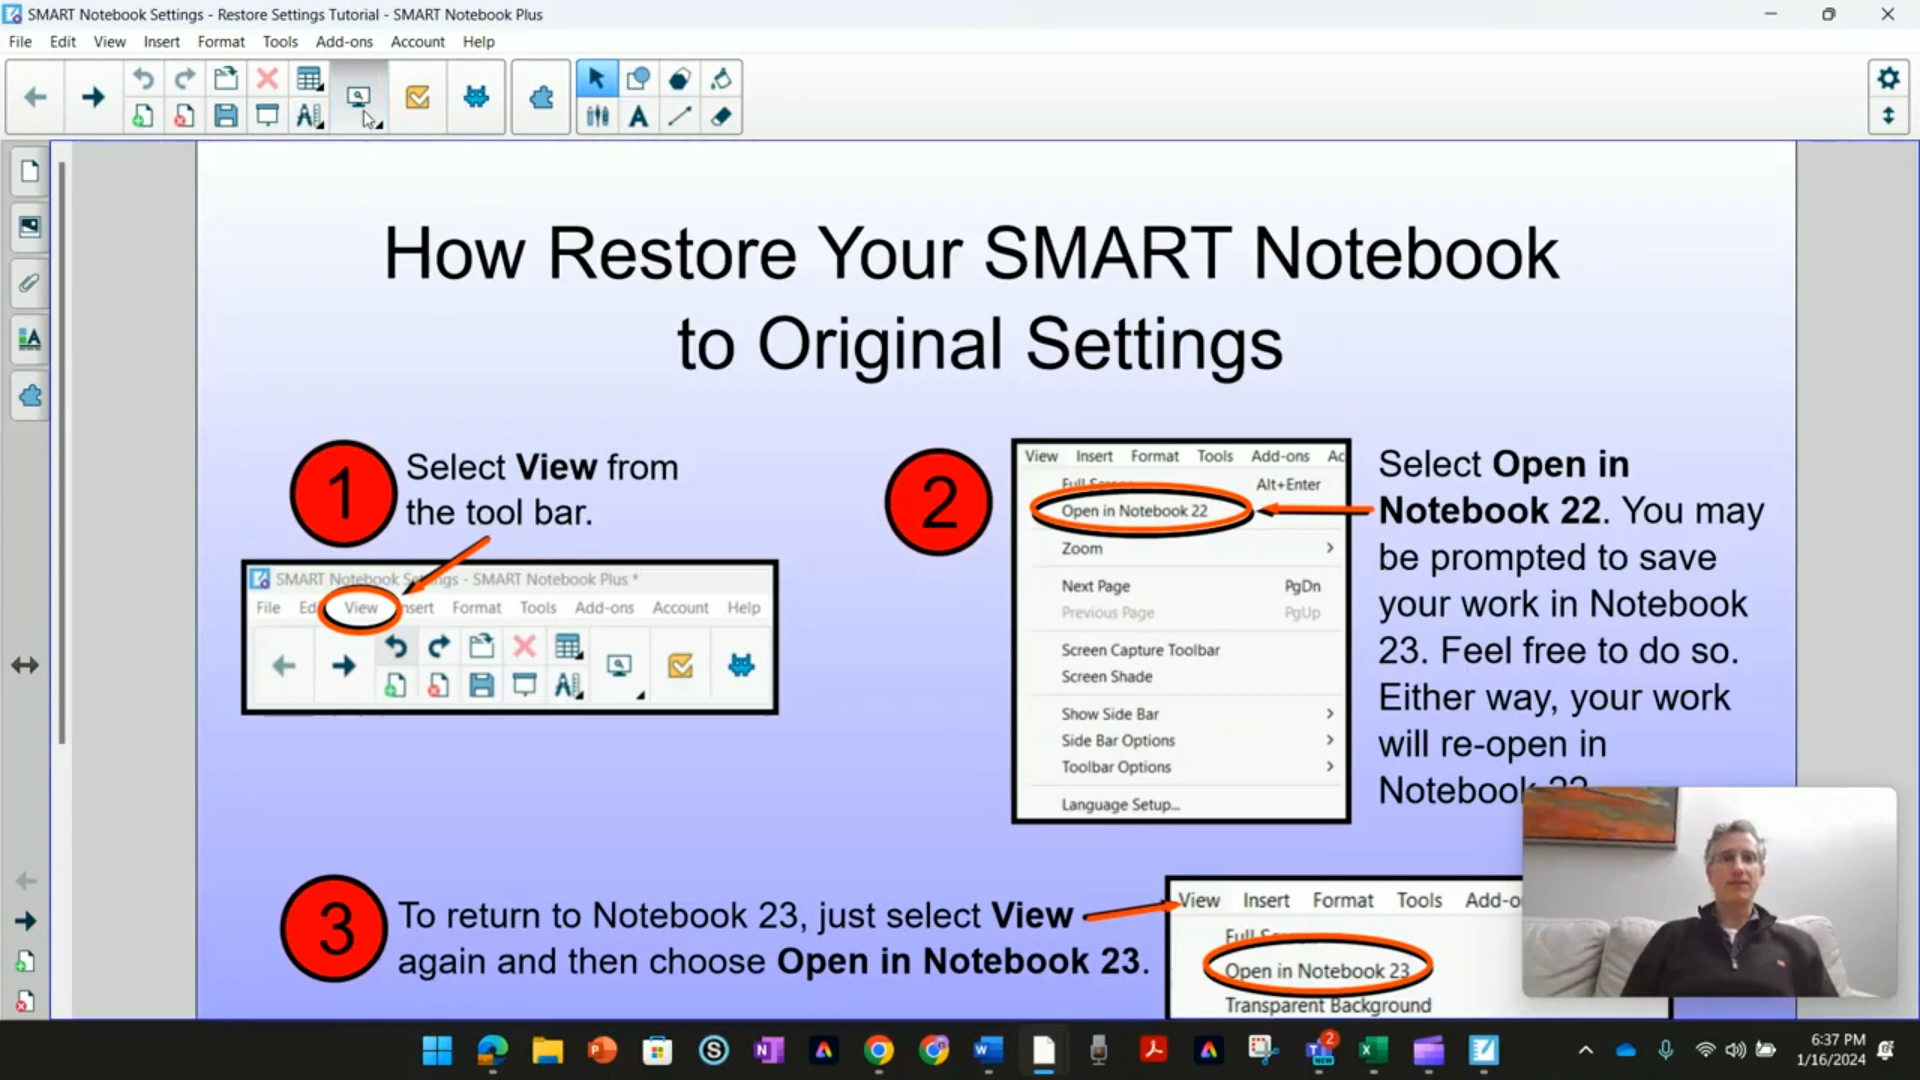 SMART Notebook Settings - Restore Settings Tutorial - SMART Notebook Plus
File Edit View Insert Format Tools Add-ons Account Help
How Restore Your SMART Notebook
to Original Settings
1
Select View from
the tool bar.
SMART Notebook Settings - SMART Notebook Plus *
File View Insert Format Tools Add-ons Account Help
2
View Insert Format Tools Add-ons Ac
Alt+Enter
Open in Notebook 22
Zoom
Next Page PgDn
Previous Page PgUp
Screen Capture Toolbar
Screen Shade
Show Side Bar
Side Bar Options
Toolbar Options
Language Setup...
Select Open in
Notebook 22. You may
be prompted to save
your work in Notebook
23. Feel free to do so.
Either way, your work
will re-open in
Notebook
3
To return to Notebook 23, just select View
again and then choose Open in Notebook 23.
View Insert Format Tools Add-o
Open in Notebook 23
Transparent Background
6:37 PM
1/16/2024